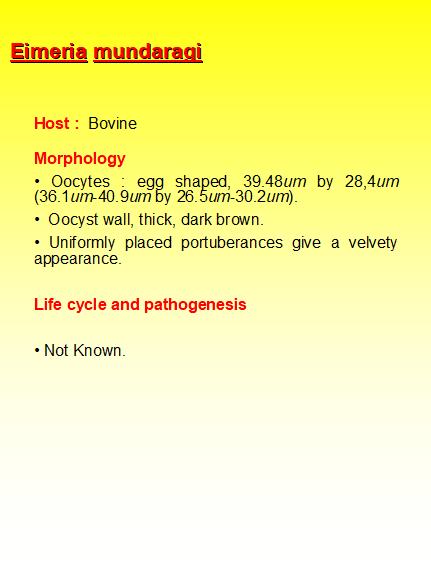 Eimeria mundaragi
Host : Bovine
Morphology
• Oocytes : egg shaped, 39.48um by 28,4um
(36.1um-40.9um by 26.5um-30.2um).
• Oocyst wall, thick, dark brown.
• Uniformly placed portuberances give a velvety
appearance.
Life cycle and pathogenesis
• Not Known.